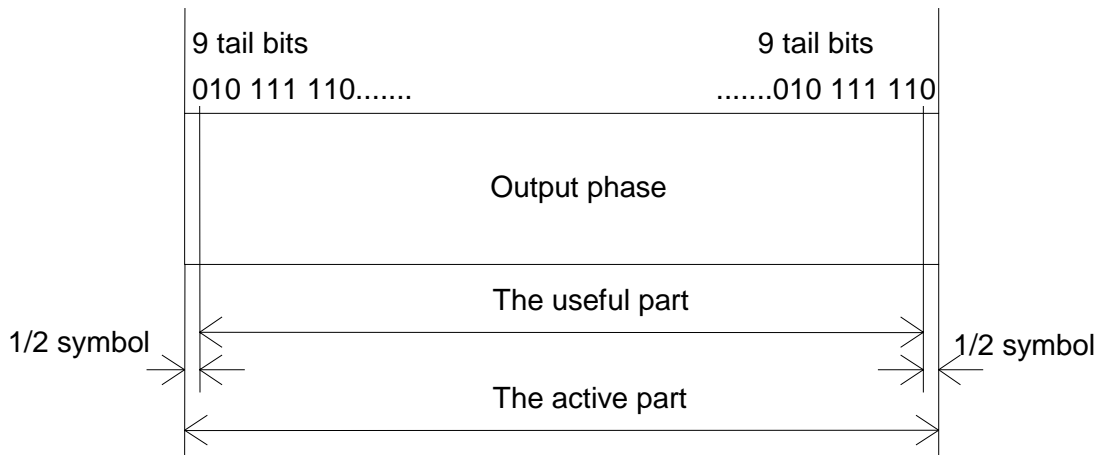 9 tail bits 9 tail bits
010 111 110....... .......010 111 110
Output phase
The useful part
1/2 symbol 1/2 symbol
The active part